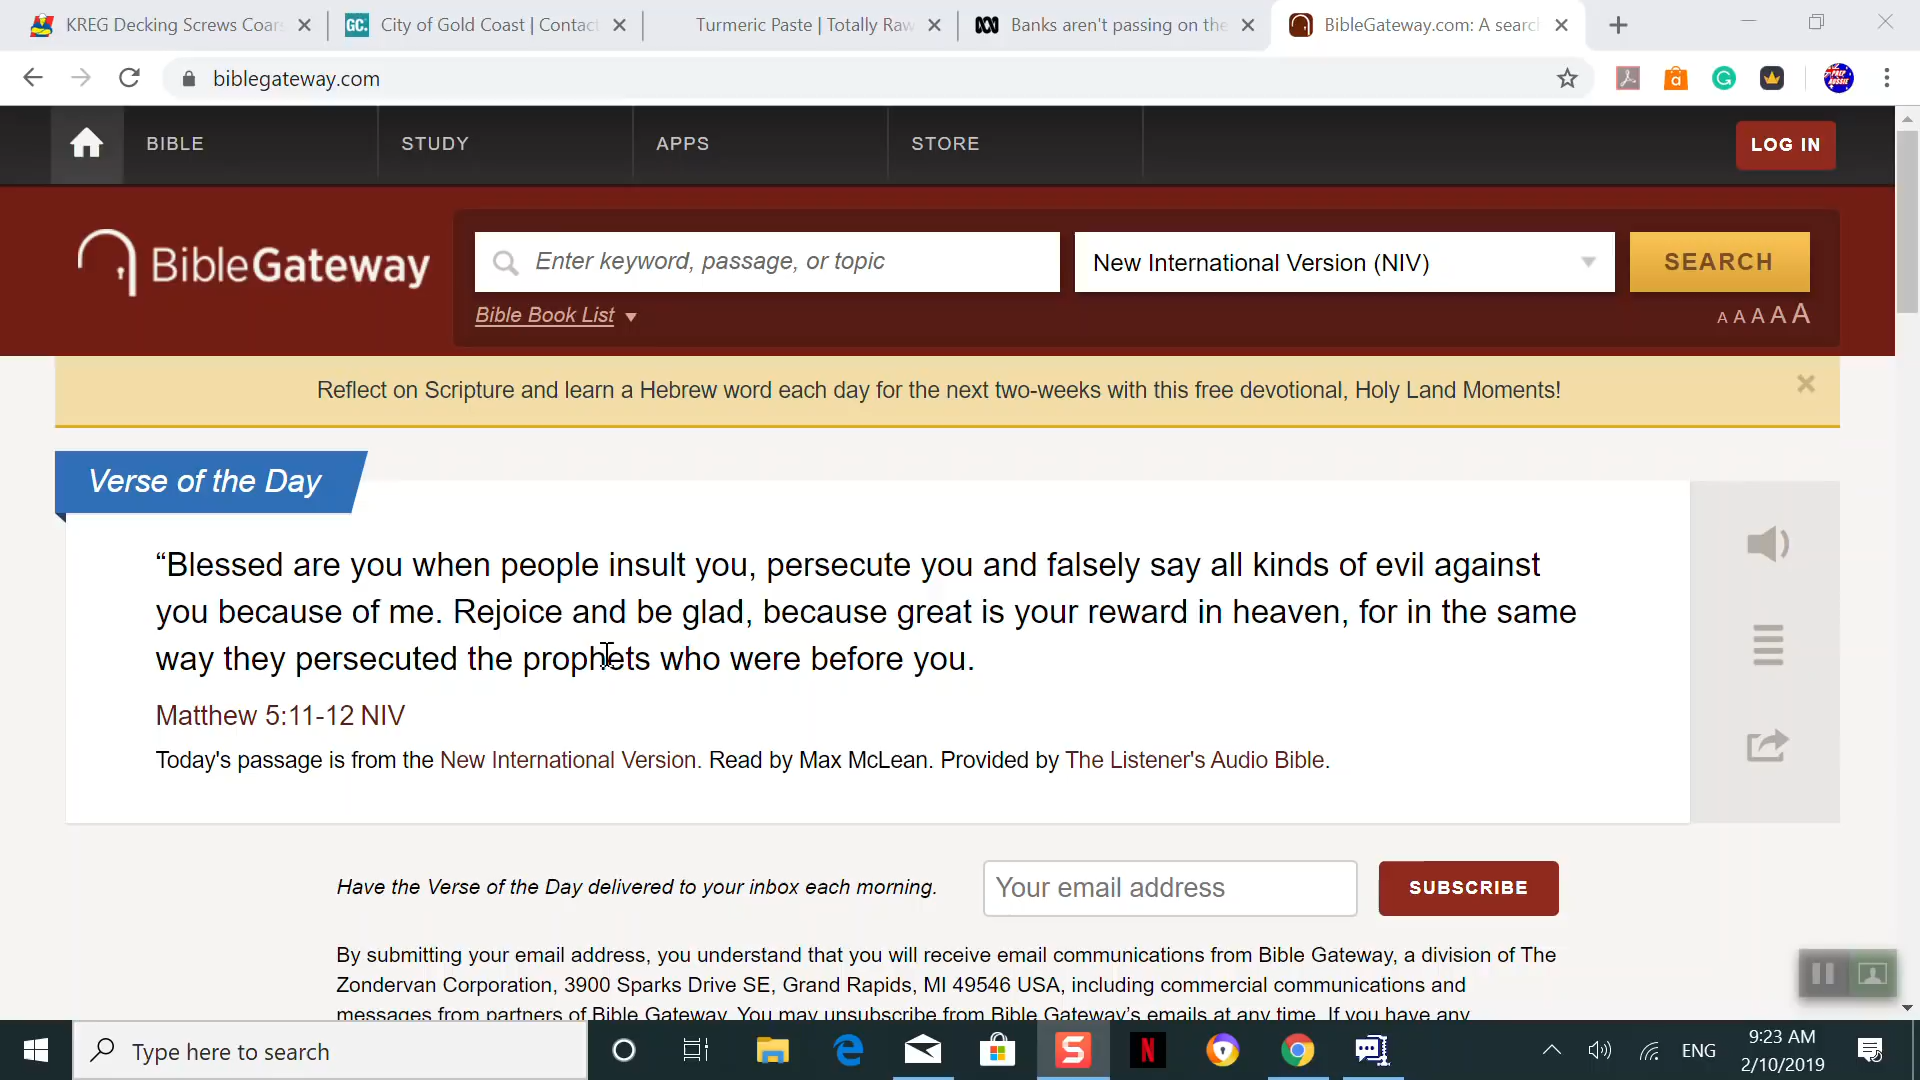 KREG Decking Screws Coars
GC. City of Gold Coast | Contact
Turmeric Paste | Totally Raw
Banks aren't passing on the
BibleGateway.com: A search
biblegateway.com
BIBLE
STUDY
APPS
STORE
LOG IN
BibleGateway
Enter keyword, passage, or topic
New International Version (NIV)
SEARCH
Bible Book List
A A A A A
Reflect on Scripture and learn a Hebrew word each day for the next two-weeks with this free devotional, Holy Land Moments!
Verse of the Day
“Blessed are you when people insult you, persecute you and falsely say all kinds of evil against
you because of me. Rejoice and be glad, because great is your reward in heaven, for in the same
way they persecuted the prophets who were before you.
Matthew 5:11-12 NIV
Today's passage is from the New International Version. Read by Max McLean. Provided by The Listener's Audio Bible.
Have the Verse of the Day delivered to your inbox each morning.
Your email address
SUBSCRIBE
By submitting your email address, you understand that you will receive email communications from Bible Gateway, a division of The
Zondervan Corporation, 3900 Sparks Drive SE, Grand Rapids, MI 49546 USA, including commercial communications and
messages from partners of Bible Gateway. You may unsubscribe from Bible Gateway’s emails at any time. If you have any
Type here to search
ENG
9:23 AM
2/10/2019